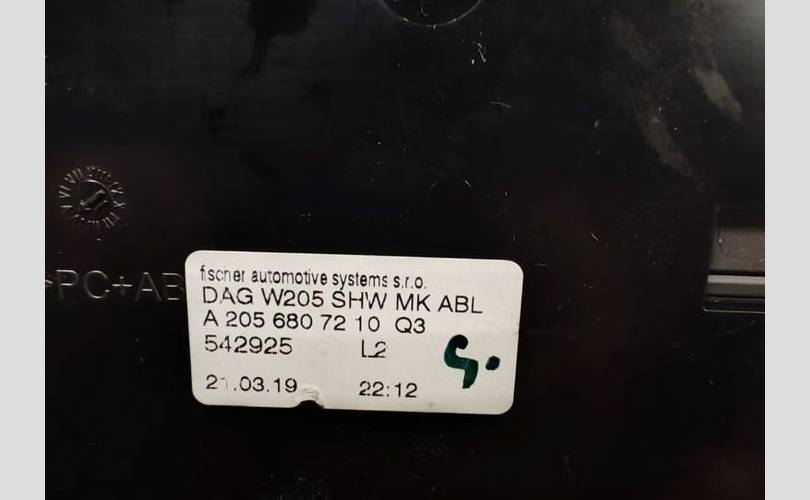 fischer automotive systems s.r.o.
DAG W205 SHW MK ABL
A 205 680 72 10 Q3
542925 L2
21.03.19 22:12
>PC+AB